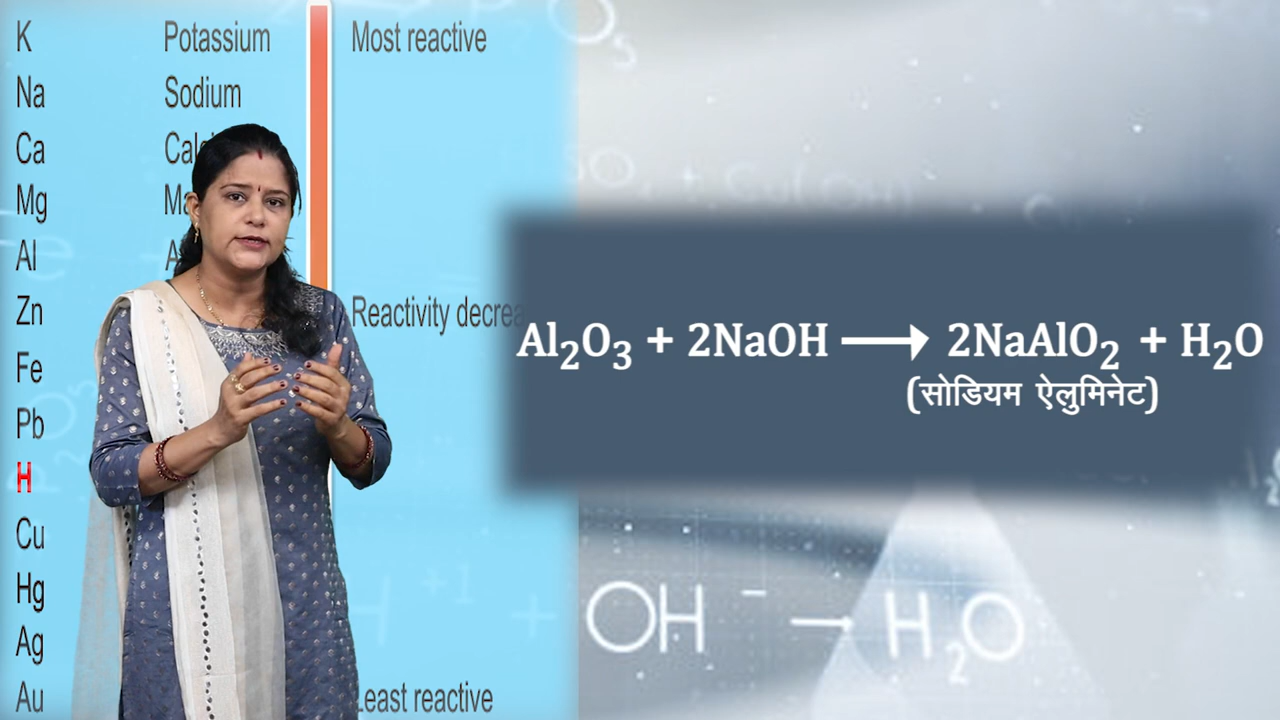 K Potassium Most reactive
Na Sodium
Ca
Mg
Al
Zn Reactivity
Fe
Pb
H
Cu
Hg
Ag
Au Least reactive
Al₂O₃ + 2NaOH ⟶ 2NaAlO₂ + H₂O
(सोडियम ऐलुमिनेट)
OH⁻ → H₂O